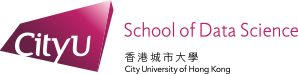 CityU
School of Data Science
香港城市大學
City University of Hong Kong